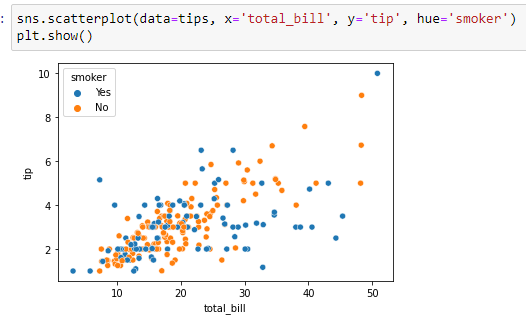 : sns.scatterplot(data=tips, x='total_bill', y='tip', hue='smoker')
plt.show()
10
8
6
4
2
tip
smoker
Yes
No
10 20 30 40 50
total_bill